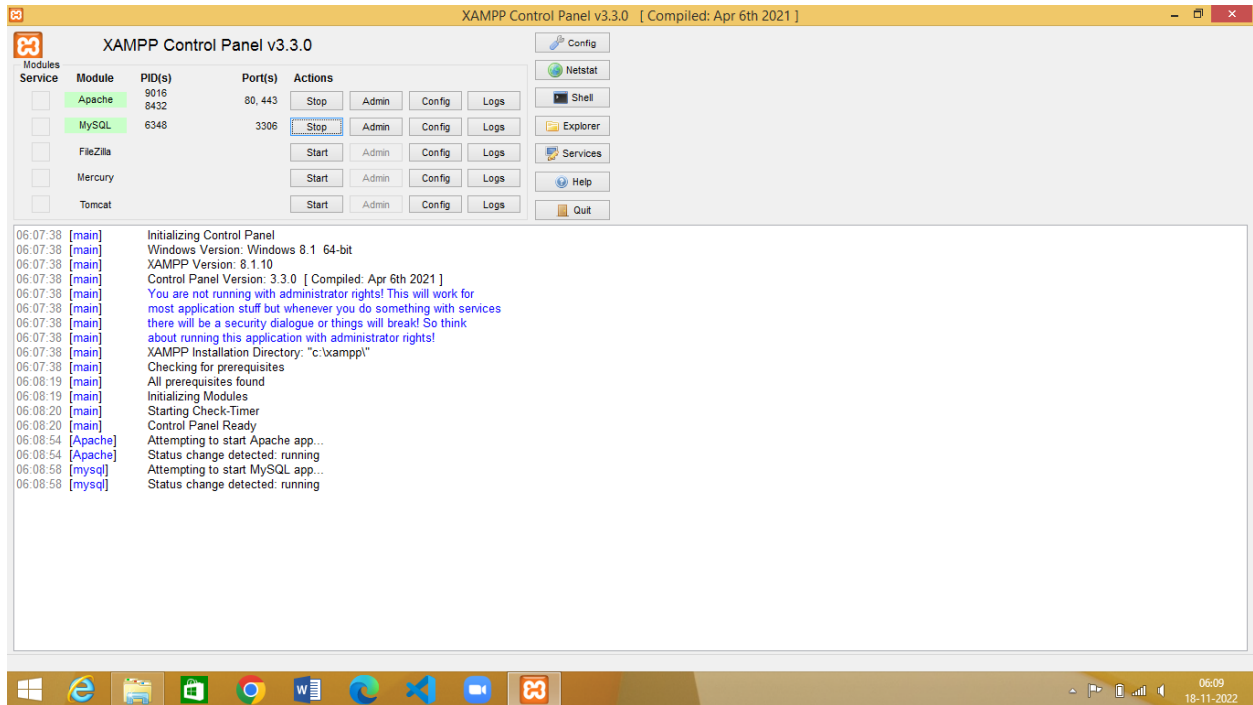 XAMPP Control Panel v3.3.0 [ Compiled: Apr 6th 2021 ]
XAMPP Control Panel v3.3.0
Config
Modules
Netstat
Service Module PID(s) Port(s) Actions
Apache 9016 8432 80, 443 Stop Admin Config Logs
Shell
MySQL 6348 3306 Stop Admin Config Logs
Explorer
FileZilla Start Admin Config Logs
Services
Mercury Start Admin Config Logs
Help
Tomcat Start Admin Config Logs
Quit
06:07:38 [main] Initializing Control Panel
06:07:38 [main] Windows Version: Windows 8.1 64-bit
06:07:38 [main] XAMPP Version: 8.1.10
06:07:38 [main] Control Panel Version: 3.3.0 [ Compiled: Apr 6th 2021 ]
06:07:38 [main] You are not running with administrator rights! This will work for
06:07:38 [main] most application stuff but whenever you do something with services
06:07:38 [main] there will be a security dialogue or things will break! So think
06:07:38 [main] about running this application with administrator rights!
06:07:38 [main] XAMPP Installation Directory: "c:\xampp\"
06:07:38 [main] Checking for prerequisites
06:08:19 [main] All prerequisites found
06:08:19 [main] Initializing Modules
06:08:20 [main] Starting Check-Timer
06:08:20 [main] Control Panel Ready
06:08:54 [Apache] Attempting to start Apache app...
06:08:54 [Apache] Status change detected: running
06:08:58 [mysql] Attempting to start MySQL app...
06:08:58 [mysql] Status change detected: running
06:09
18-11-2022